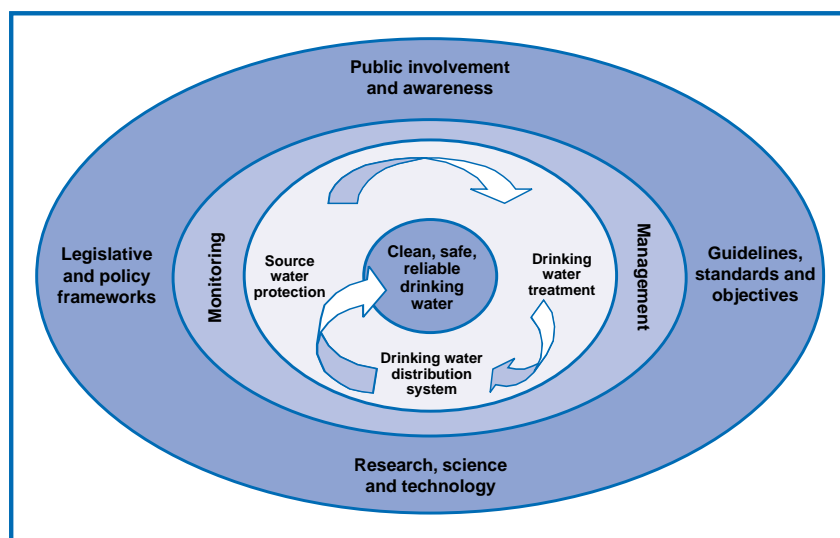 Public involvement
and awareness
Legislative
and policy
frameworks
Monitoring
Source
water
protection
Clean, safe,
reliable
drinking
water
Drinking
water
treatment
Management
Guidelines,
standards and
objectives
Drinking water
distribution
system
Research, science
and technology